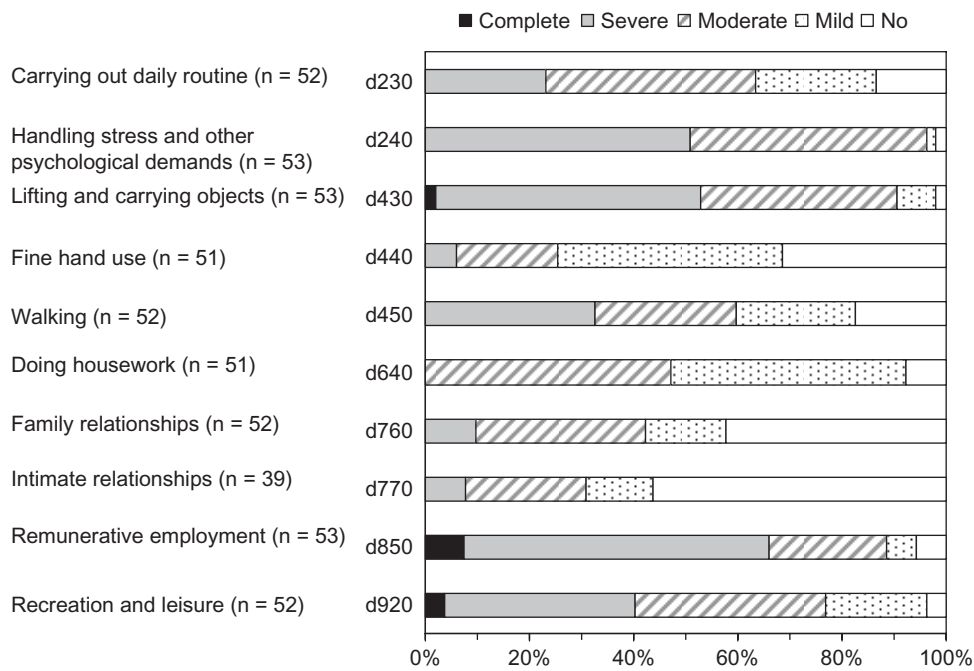 Complete Severe Moderate Mild No
Carrying out daily routine (n = 52) d230
Handling stress and other
psychological demands (n = 53) d240
Lifting and carrying objects (n = 53) d430
Fine hand use (n = 51) d440
Walking (n = 52) d450
Doing housework (n = 51) d640
Family relationships (n = 52) d760
Intimate relationships (n = 39) d770
Remunerative employment (n = 53) d850
Recreation and leisure (n = 52) d920
0% 20% 40% 60% 80% 100%